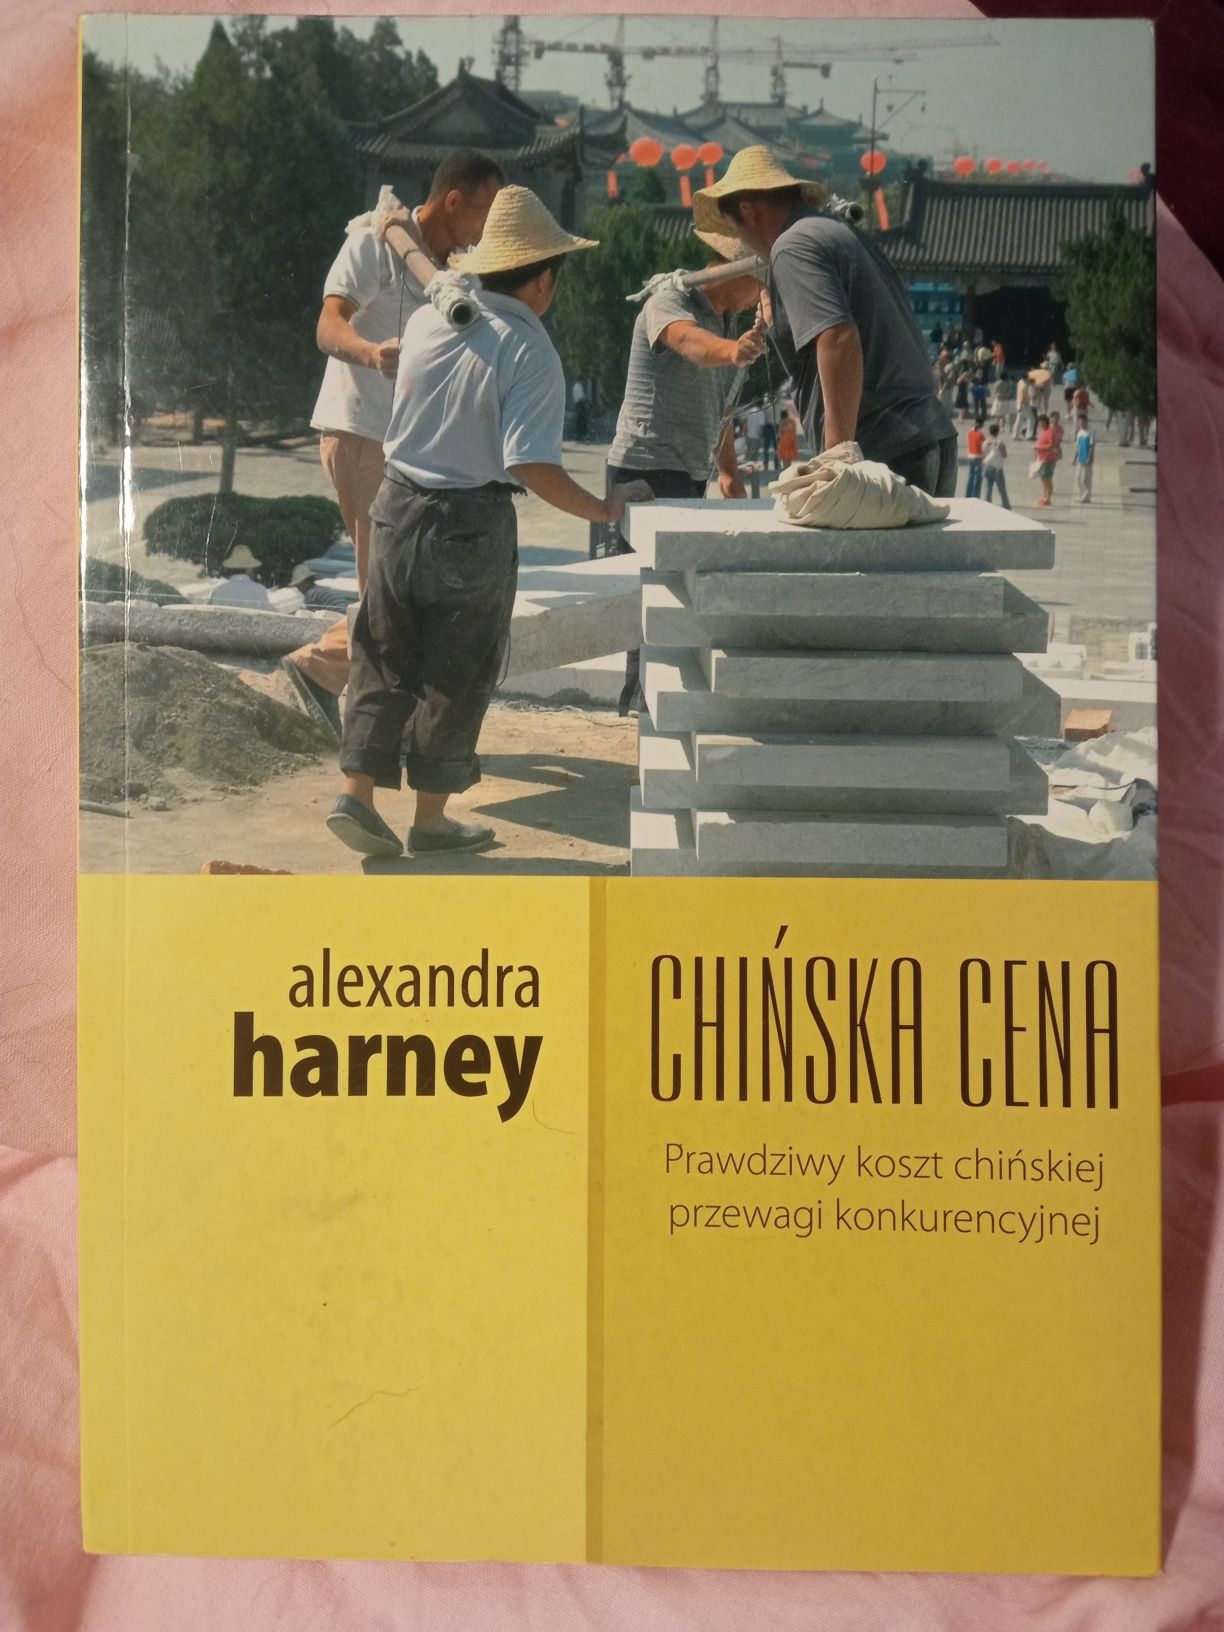 alexandra
harney
CHIŃSKA CENA
Prawdziwy koszt chińskiej
przewagi konkurencyjnej